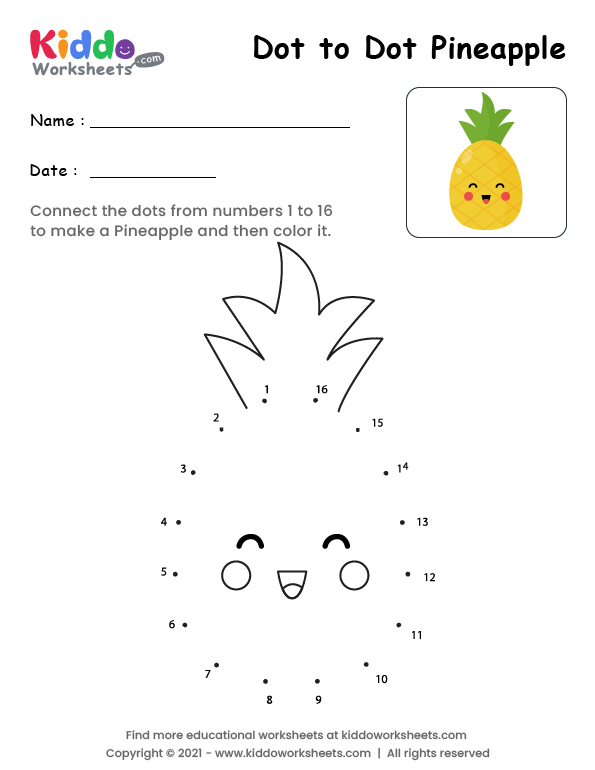 Kiddo
Worksheets.com
Dot to Dot Pineapple
Name :
Date :
Connect the dots from numbers 1 to 16
to make a Pineapple and then color it.
1 16
2 15
3 14
4 13
5 12
6 11
7 10
8 9
Find more educational worksheets at kiddoworksheets.com
Copyright © 2021 - www.kiddoworksheets.com | All rights reserved